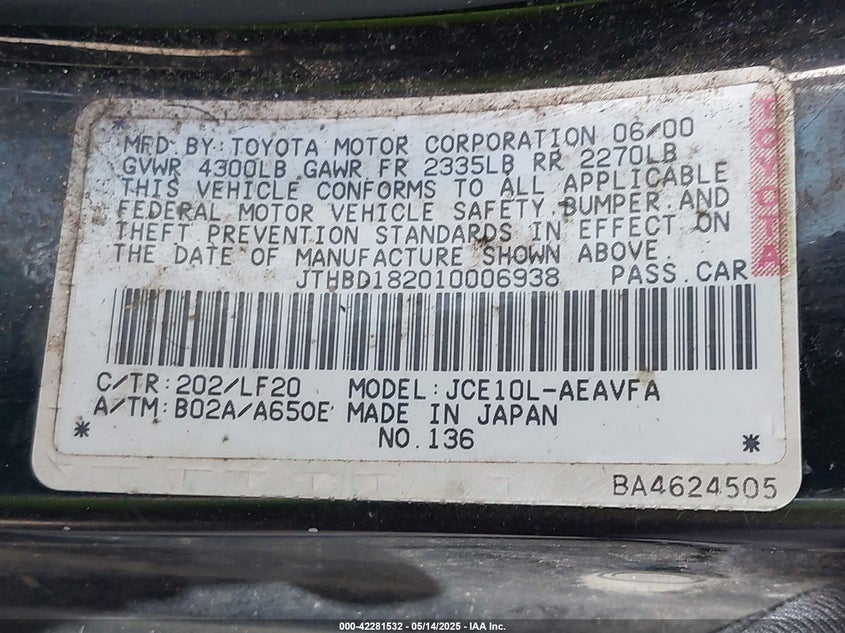 MFD BY: TOYOTA MOTOR CORPORATION 06/00
GVWR 4300LB GAWR FR 2335LB RR 2270LB
THIS VEHICLE CONFORMS TO ALL APPLICABLE
FEDERAL MOTOR VEHICLE SAFETY, BUMPER, AND
THEFT PREVENTION STANDARDS IN EFFECT ON
THE DATE OF MANUFACTURE SHOWN ABOVE.
JTHBD182010006938 PASS. CAR
TOYOTA
C/TR: 202/LF20 MODEL: JCE10L-AEAVFA
A/TM: B02A/A650E MADE IN JAPAN
NO. 136
BA4624505
000-42281532 — 05/14/2025 — IAA Inc.